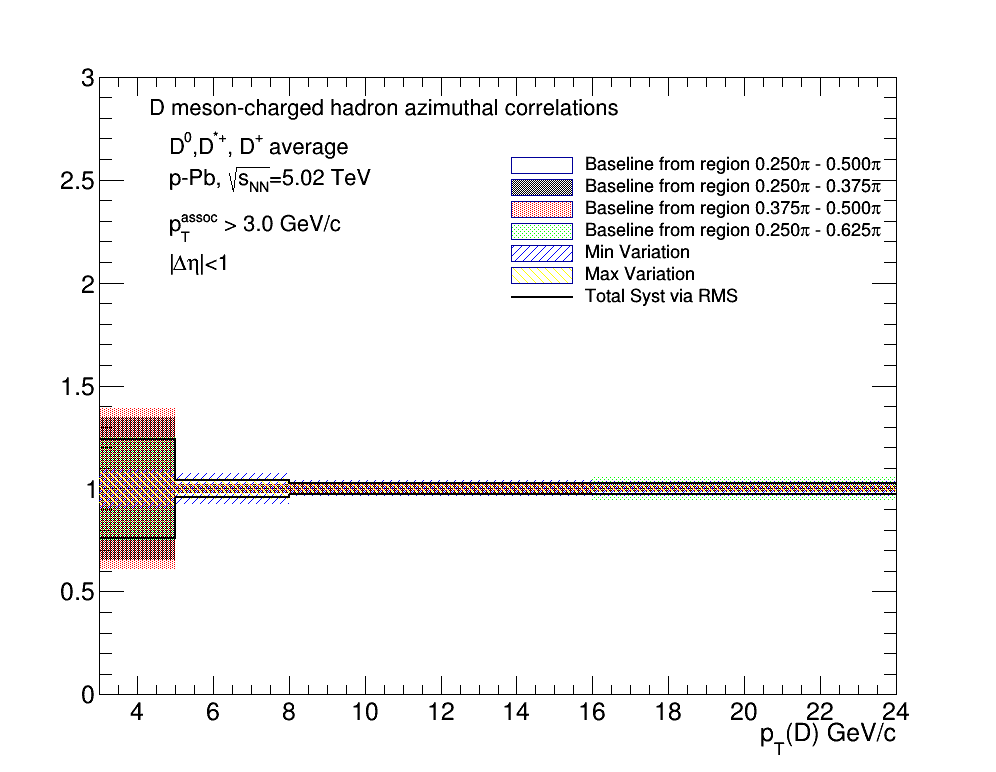 3
2.5
2
1.5
1
0.5
0
D meson-charged hadron azimuthal correlations
D⁰,D*⁺, D⁺ average
p-Pb, √sNN=5.02 TeV
pTassoc > 3.0 GeV/c
|Δη|<1
Baseline from region 0.250π - 0.500π
Baseline from region 0.250π - 0.375π
Baseline from region 0.375π - 0.500π
Baseline from region 0.250π - 0.625π
Min Variation
Max Variation
Total Syst via RMS
4 6 8 10 12 14 16 18 20 22 24
pT(D) GeV/c